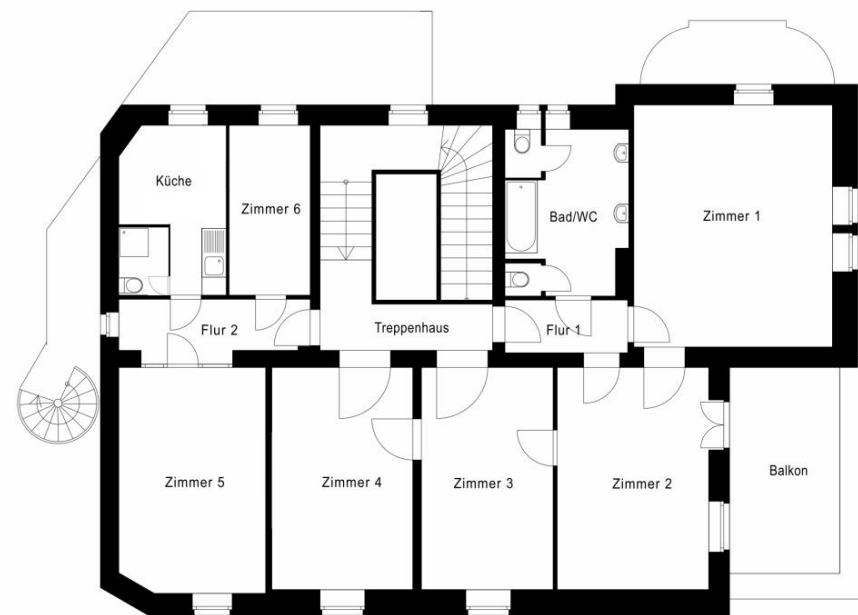 Küche
Zimmer 6
Bad/WC
Zimmer 1
Flur 2
Treppenhaus
Flur 1
Zimmer 5
Zimmer 4
Zimmer 3
Zimmer 2
Balkon